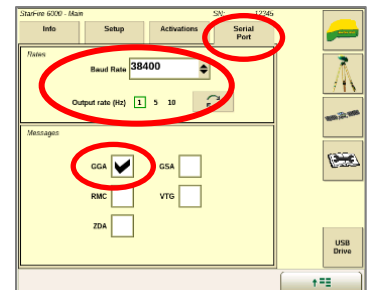 StarFire 6000 - Main SN: 12345
Info Setup Activations Serial Port
Rates
Baud Rate 38400
Output rate (Hz) 1 5 10
Messages
GGA GSA
RMC VTG
ZDA
USB
Drive